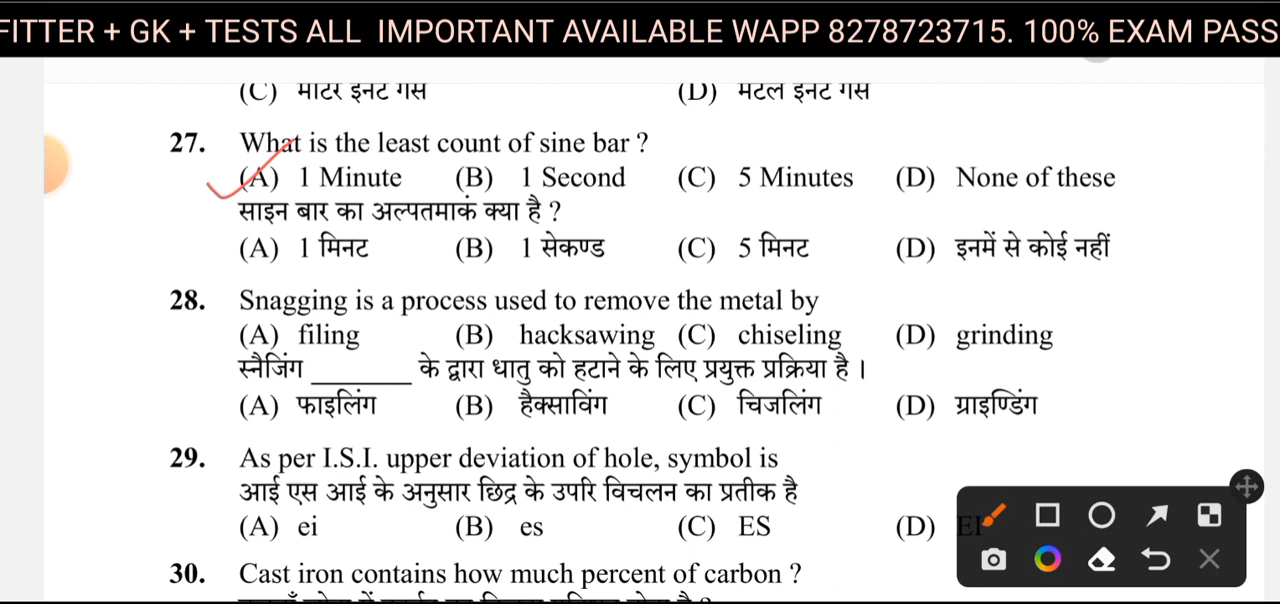 FITTER + GK + TESTS ALL IMPORTANT AVAILABLE WAPP 8278723715. 100% EXAM PASS
(C) मीटर इनर्ट गैस (D) मेटल इनर्ट गैस
27. What is the least count of sine bar ?
(A) 1 Minute (B) 1 Second (C) 5 Minutes (D) None of these
साइन बार का अल्पतमांक क्या है ?
(A) 1 मिनट (B) 1 सेकण्ड (C) 5 मिनट (D) इनमें से कोई नहीं
28. Snagging is a process used to remove the metal by
(A) filing (B) hacksawing (C) chiseling (D) grinding
स्नैजिंग ________ के द्वारा धातु को हटाने के लिए प्रयुक्त प्रक्रिया है ।
(A) फाइलिंग (B) हैक्साविंग (C) चिजलिंग (D) ग्राइण्डिंग
29. As per I.S.I. upper deviation of hole, symbol is
आई एस आई के अनुसार छिद्र के उपरि विचलन का प्रतीक है
(A) ei (B) es (C) ES (D) EI
30. Cast iron contains how much percent of carbon ?